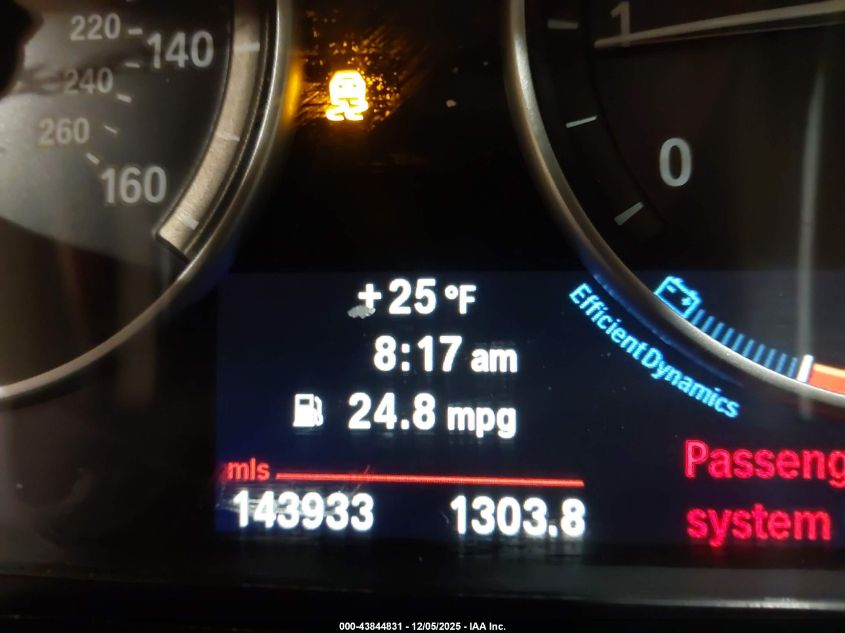 220
140
240
260
160
1
0
+25 °F
8:17 am
24.8 mpg
EfficientDynamics
mls
143933 1303.8
Passeng
system
000-43844831 - 12/05/2025 - IAA Inc.